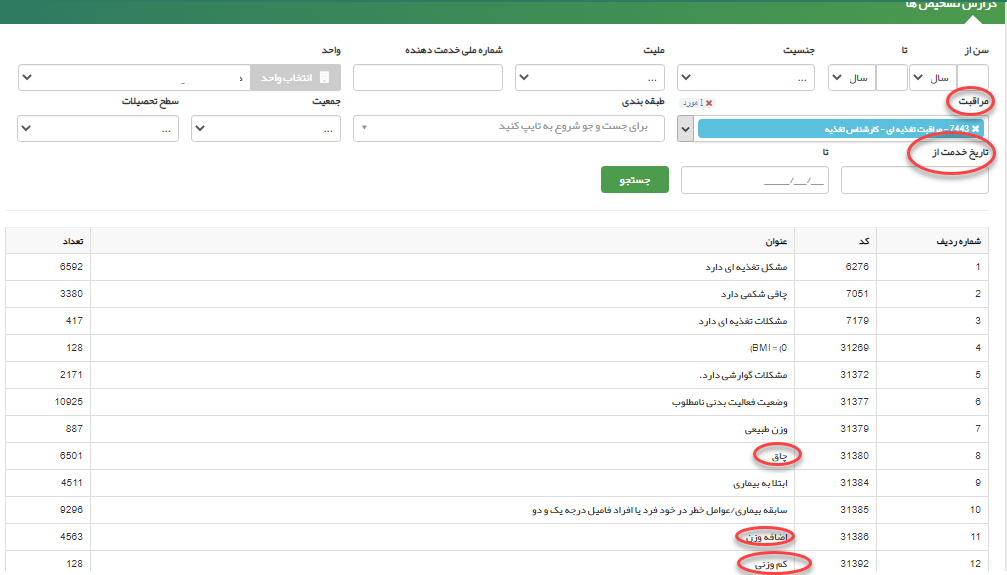 گزارش تشخیص ها
سن از تا جنسیت ملیت شماره ملی خدمت دهنده واحد
سال سال ... ... انتخاب واحد
مراقبت 1 مورد طبقه بندی جمعیت سطح تحصیلات
7443 - مراقبت تغذیه ای - کارشناس تغذیه برای جست و جو شروع به تایپ کنید ... ...
تاریخ خدمت از تا
__/__/____ جستجو
شماره ردیف کد عنوان تعداد
1 6276 مشکل تغذیه ای دارد 6592
2 7051 چاقی شکمی دارد 3380
3 7179 مشکلات تغذیه ای دارد 417
4 31269 (BMI = (0 128
5 31372 مشکلات گوارشی دارد. 2171
6 31377 وضعیت فعالیت بدنی نامطلوب 10925
7 31379 وزن طبیعی 887
8 31380 چاق 6501
9 31384 ابتلا به بیماری 4511
10 31385 سابقه بیماری/عوامل خطر در خود فرد یا افراد فامیل درجه یک و دو 9296
11 31386 اضافه وزن 4563
12 31392 کم وزنی 128